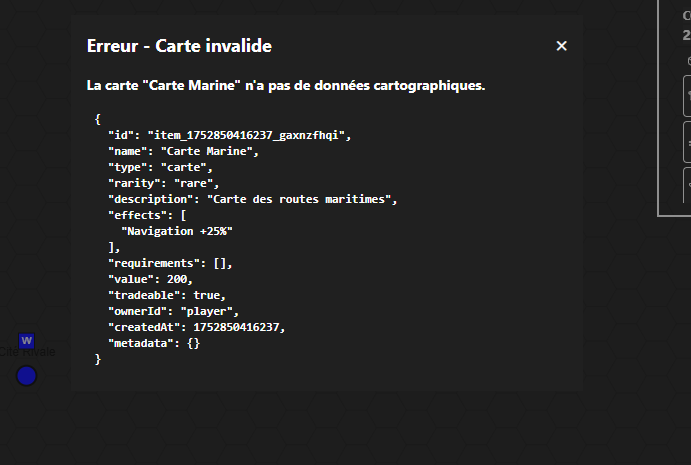 Erreur - Carte invalide
×
La carte "Carte Marine" n'a pas de données cartographiques.
{
  "id": "item_1752850416237_gaxnzfhqi",
  "name": "Carte Marine",
  "type": "carte",
  "rarity": "rare",
  "description": "Carte des routes maritimes",
  "effects": [
    "Navigation +25%"
  ],
  "requirements": [],
  "value": 200,
  "tradeable": true,
  "ownerId": "player",
  "createdAt": 1752850416237,
  "metadata": {}
}
W
Cité Rivale